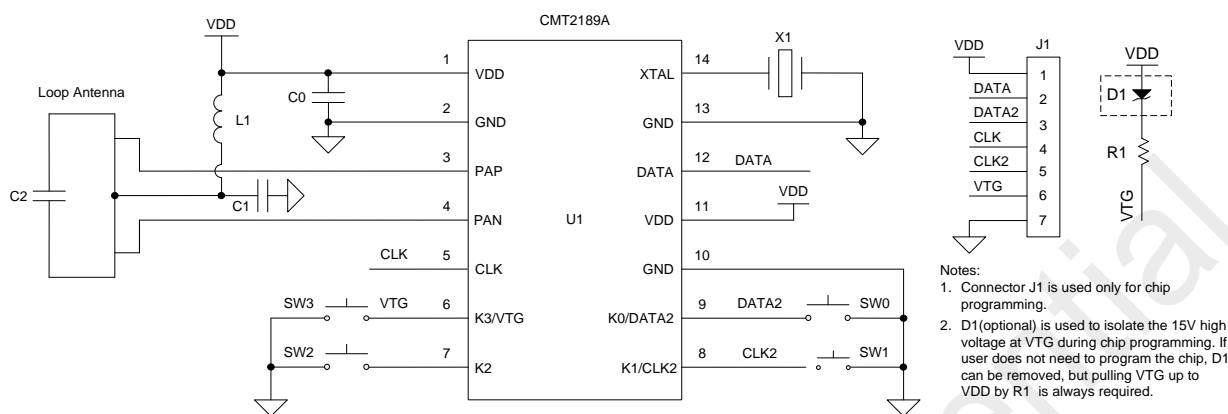 CMT2189A
VDD
Loop Antenna
C2
L1
C0
C1
1 VDD
2 GND
3 PAP
4 PAN
CLK 5 CLK
SW3 VTG 6 K3/VTG
SW2 7 K2
U1
X1
14 XTAL
13 GND
12 DATA DATA
VDD
11 VDD
10 GND
9 K0/DATA2 DATA2 SW0
8 K1/CLK2 CLK2 SW1
J1
VDD 1
DATA 2
DATA2 3
CLK 4
CLK2 5
VTG 6
7
VDD
D1
R1
VTG
Notes:
1. Connector J1 is used only for chip
programming.
2. D1(optional) is used to isolate the 15V high
voltage at VTG during chip programming. If
user does not need to program the chip, D1
can be removed, but pulling VTG up to
VDD by R1 is always required.